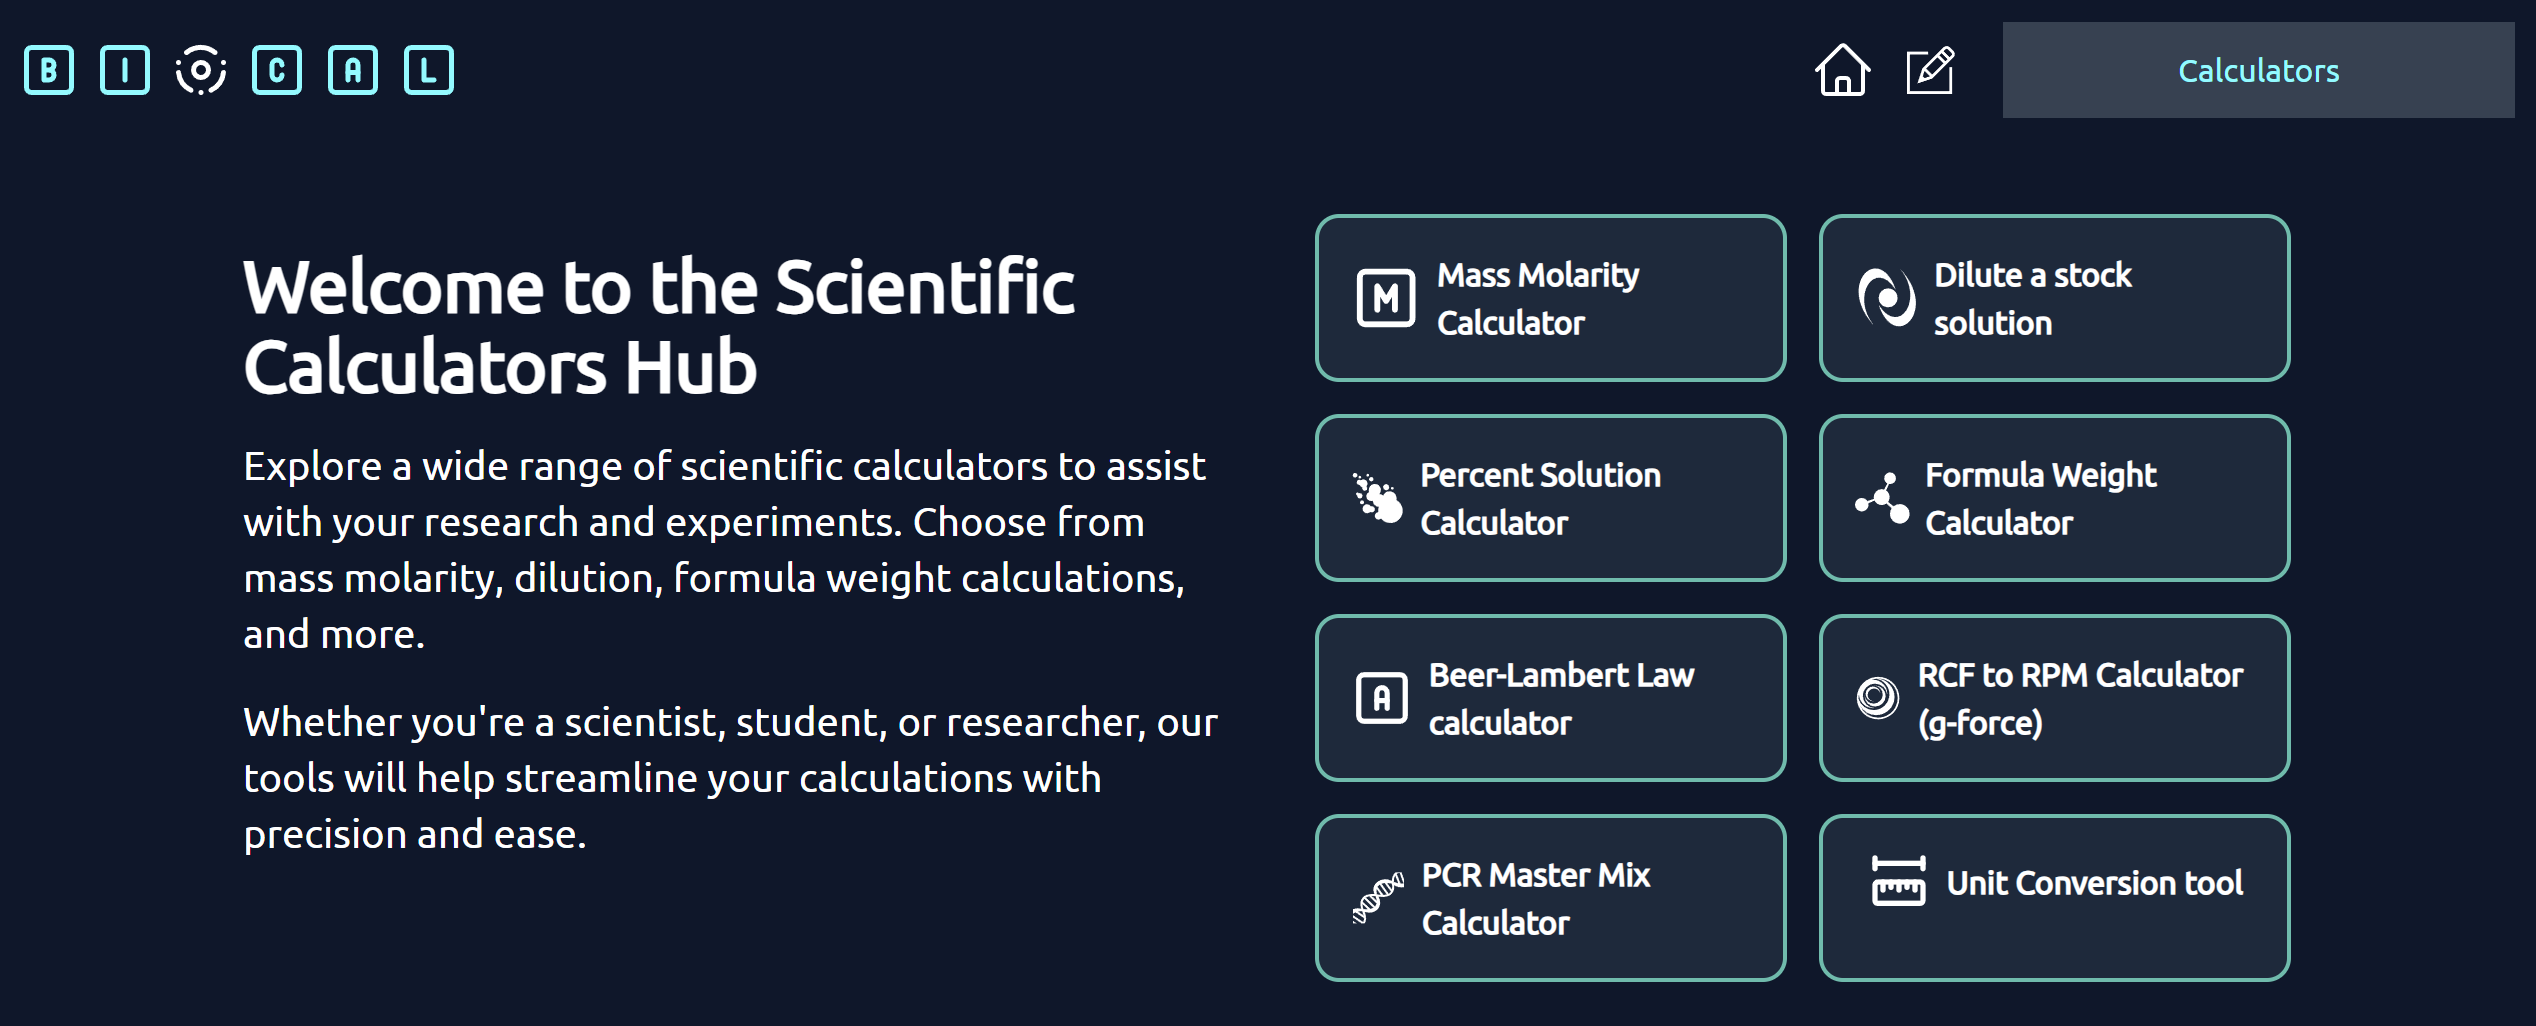 B I O C A L
Calculators
Welcome to the Scientific
Calculators Hub
Explore a wide range of scientific calculators to assist
with your research and experiments. Choose from
mass molarity, dilution, formula weight calculations,
and more.
Whether you're a scientist, student, or researcher, our
tools will help streamline your calculations with
precision and ease.
M
Mass Molarity
Calculator
Dilute a stock
solution
Percent Solution
Calculator
Formula Weight
Calculator
A
Beer-Lambert Law
calculator
RCF to RPM Calculator
(g-force)
PCR Master Mix
Calculator
Unit Conversion tool